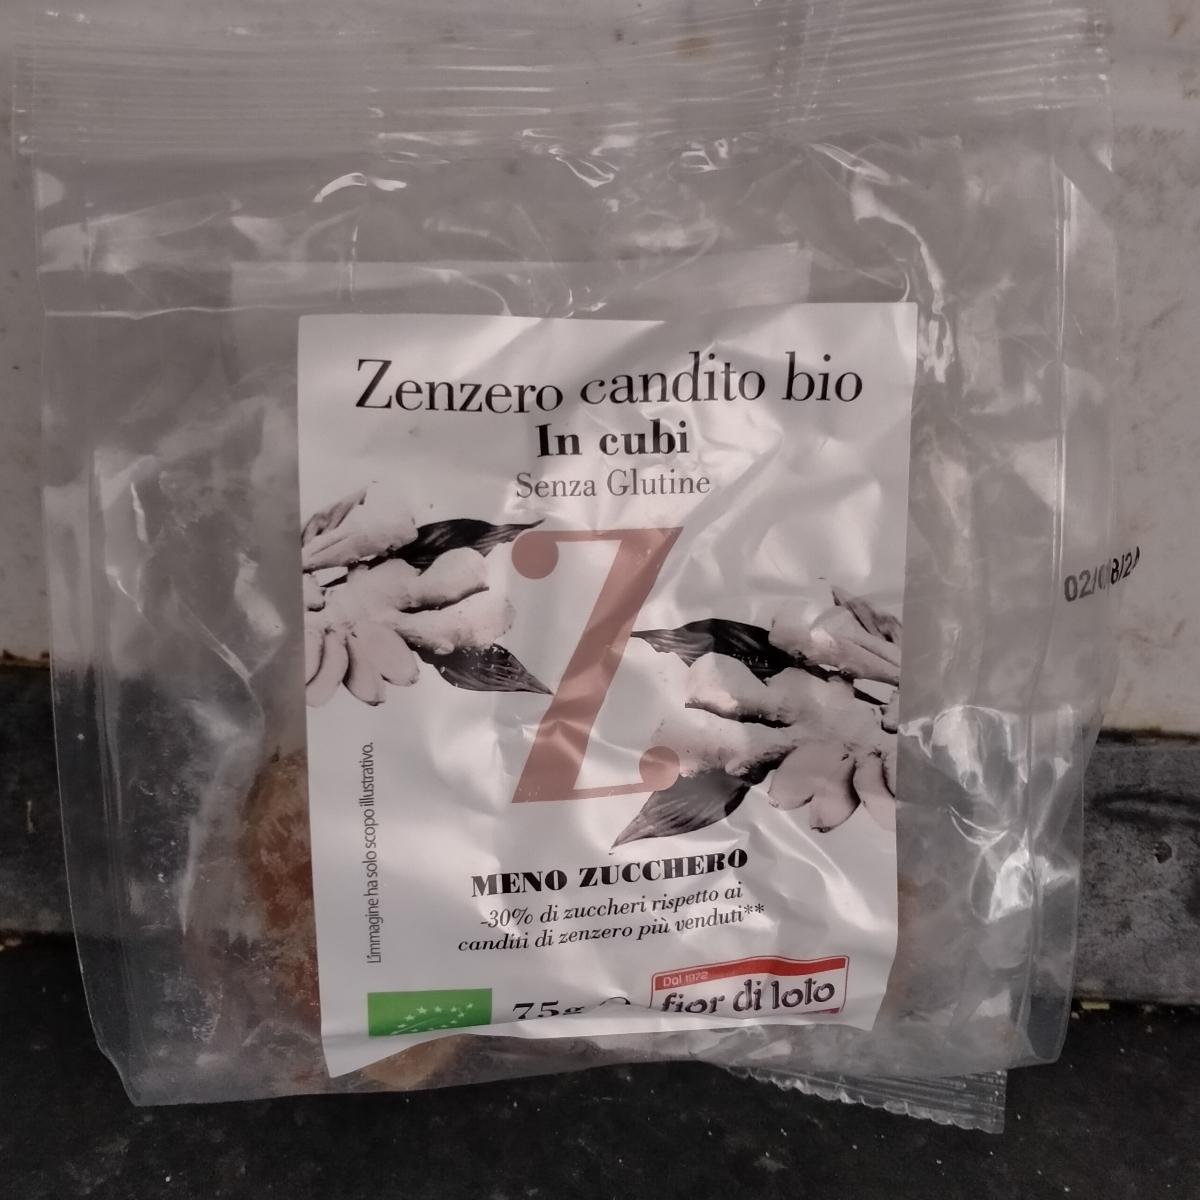 Zenzero candito bio
In cubi
Senza Glutine
Z
L'immagine ha solo scopo illustrativo.
MENO ZUCCHERO
-30% di zuccheri rispetto ai
canditi di zenzero più venduti**
75g
Dal 1972
fior di loto